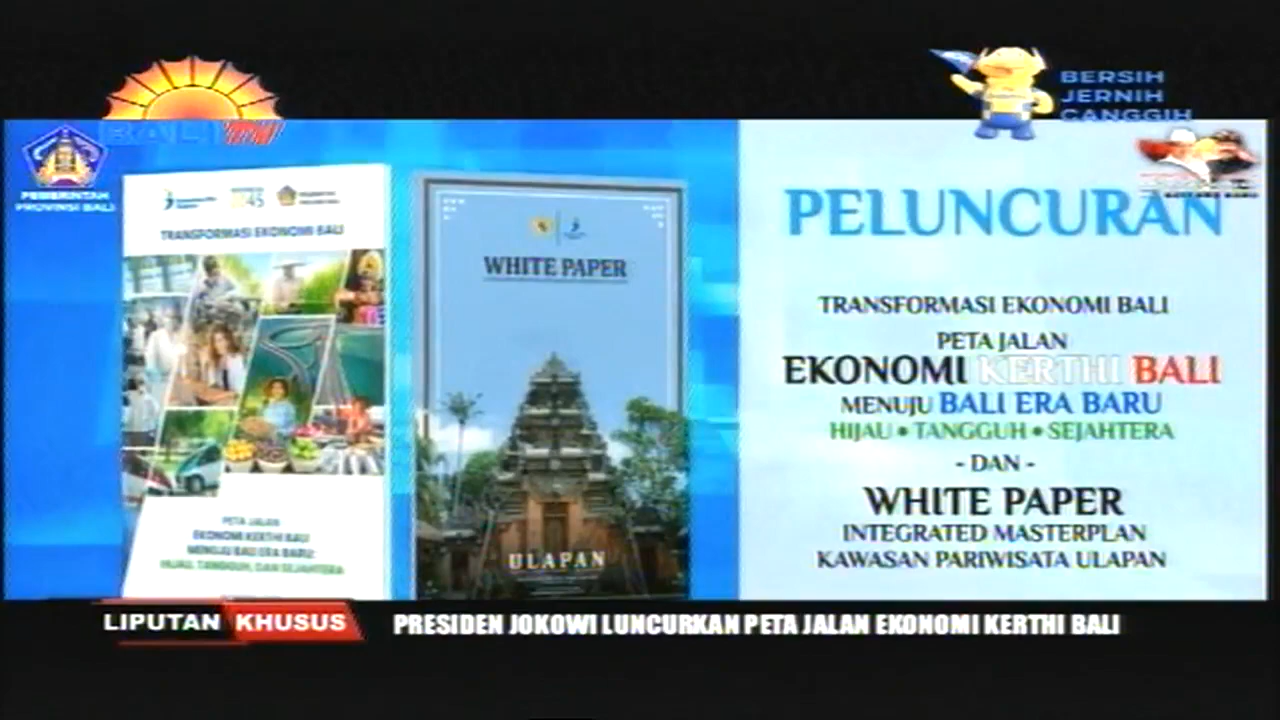 BALI TV
BERSIH
JERNIH
CANGGIH
PEMERINTAH
PROVINSI BALI
TRANSFORMASI EKONOMI BALI
PETA JALAN
EKONOMI KERTHI BALI
MENUJU BALI ERA BARU:
HIJAU, TANGGUH, DAN SEJAHTERA
WHITE PAPER
ULAPAN
PELUNCURAN
TRANSFORMASI EKONOMI BALI
PETA JALAN
EKONOMI KERTHI BALI
MENUJU BALI ERA BARU
HIJAU • TANGGUH • SEJAHTERA
- DAN -
WHITE PAPER
INTEGRATED MASTERPLAN
KAWASAN PARIWISATA ULAPAN
LIPUTAN KHUSUS
PRESIDEN JOKOWI LUNCURKAN PETA JALAN EKONOMI KERTHI BALI